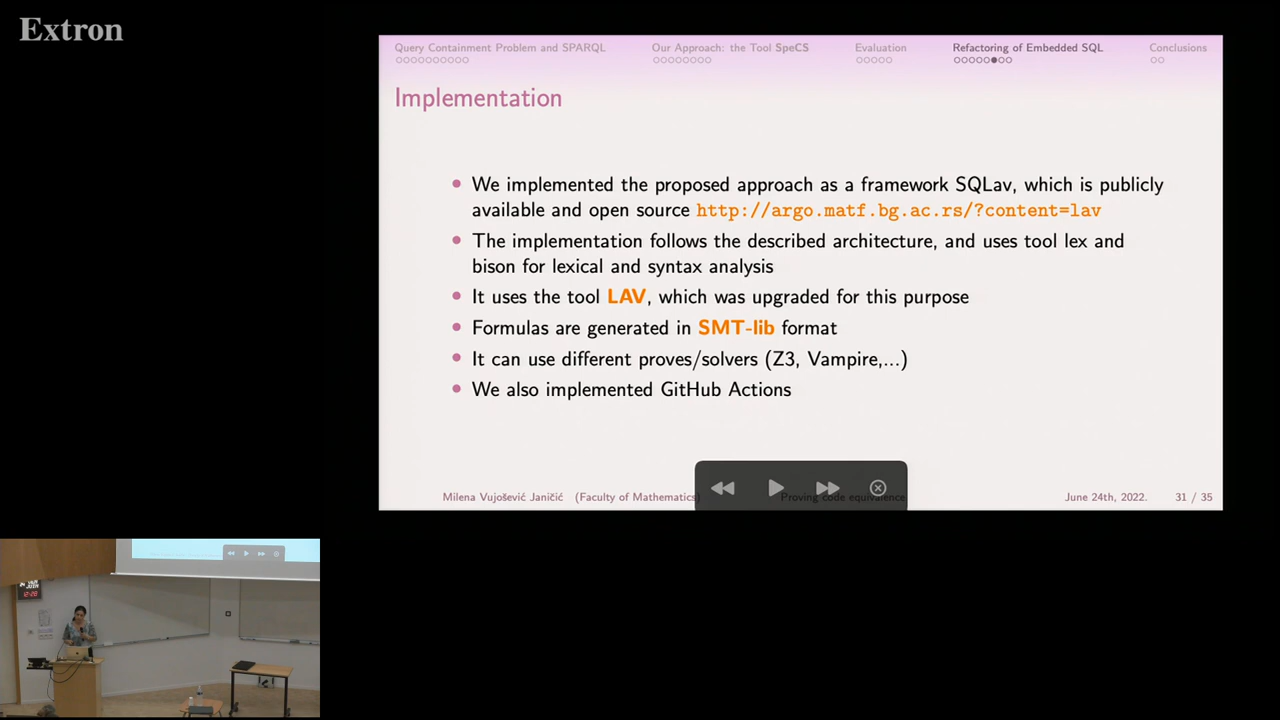 Extron
Query Containment Problem and SPARQL Our Approach: the Tool SpeCS Evaluation Refactoring of Embedded SQL Conclusions
Implementation
We implemented the proposed approach as a framework SQLav, which is publicly
available and open source http://argo.matf.bg.ac.rs/?content=lav
The implementation follows the described architecture, and uses tool lex and
bison for lexical and syntax analysis
It uses the tool LAV, which was upgraded for this purpose
Formulas are generated in SMT-lib format
It can use different proves/solvers (Z3, Vampire,...)
We also implemented GitHub Actions
Milena Vujošević Janičić (Faculty of Mathematics) Proving code equivalence June 24th, 2022. 31 / 35